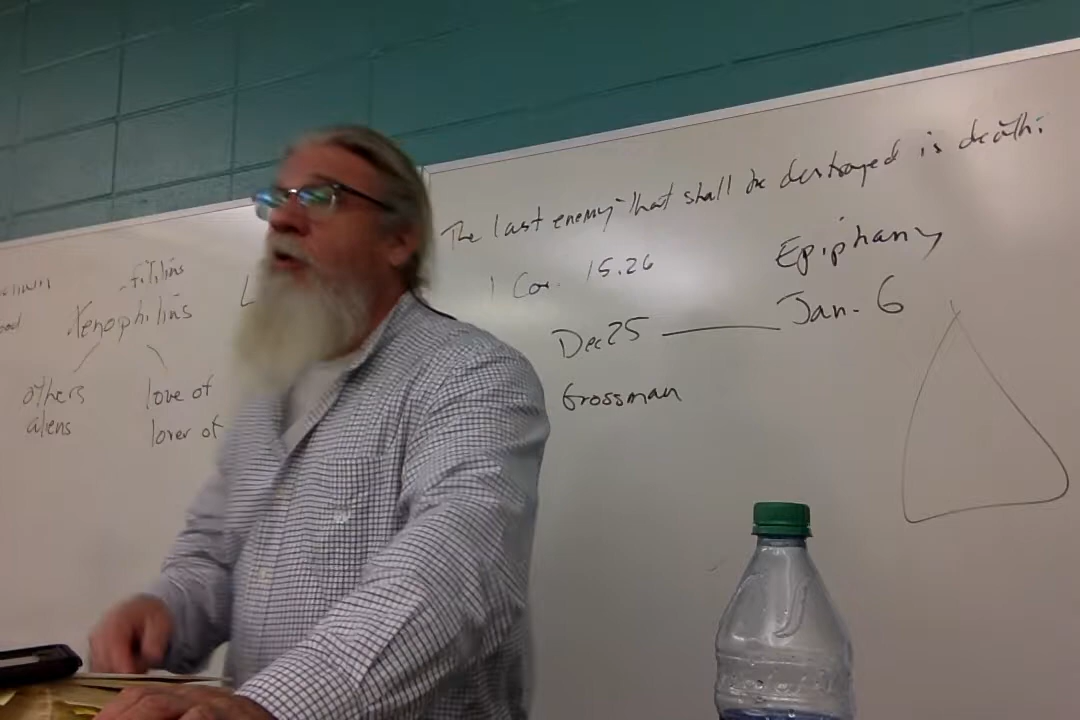 Xenophilius
others
aliens
love of
lover of
L
The last enemy that shall be destroyed is death.
1 Cor. 15.26
Epiphany
Dec 25 — Jan. 6
Grossman